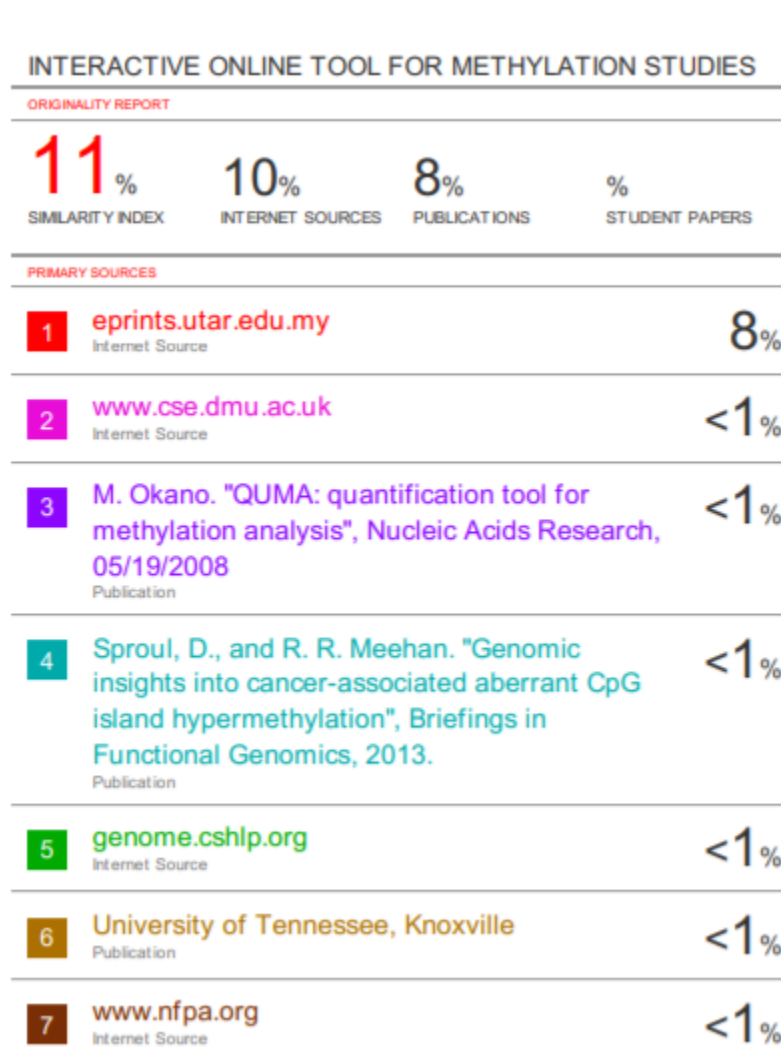 INTERACTIVE ONLINE TOOL FOR METHYLATION STUDIES
ORIGINALITY REPORT
11% 10% 8% %
SIMILARITY INDEX INTERNET SOURCES PUBLICATIONS STUDENT PAPERS
PRIMARY SOURCES
1 eprints.utar.edu.my 8%
Internet Source
2 www.cse.dmu.ac.uk <1%
Internet Source
3 M. Okano. "QUMA: quantification tool for <1%
methylation analysis", Nucleic Acids Research,
05/19/2008
Publication
4 Sproul, D., and R. R. Meehan. "Genomic <1%
insights into cancer-associated aberrant CpG
island hypermethylation", Briefings in
Functional Genomics, 2013.
Publication
5 genome.cshlp.org <1%
Internet Source
6 University of Tennessee, Knoxville <1%
Publication
7 www.nfpa.org <1%
Internet Source